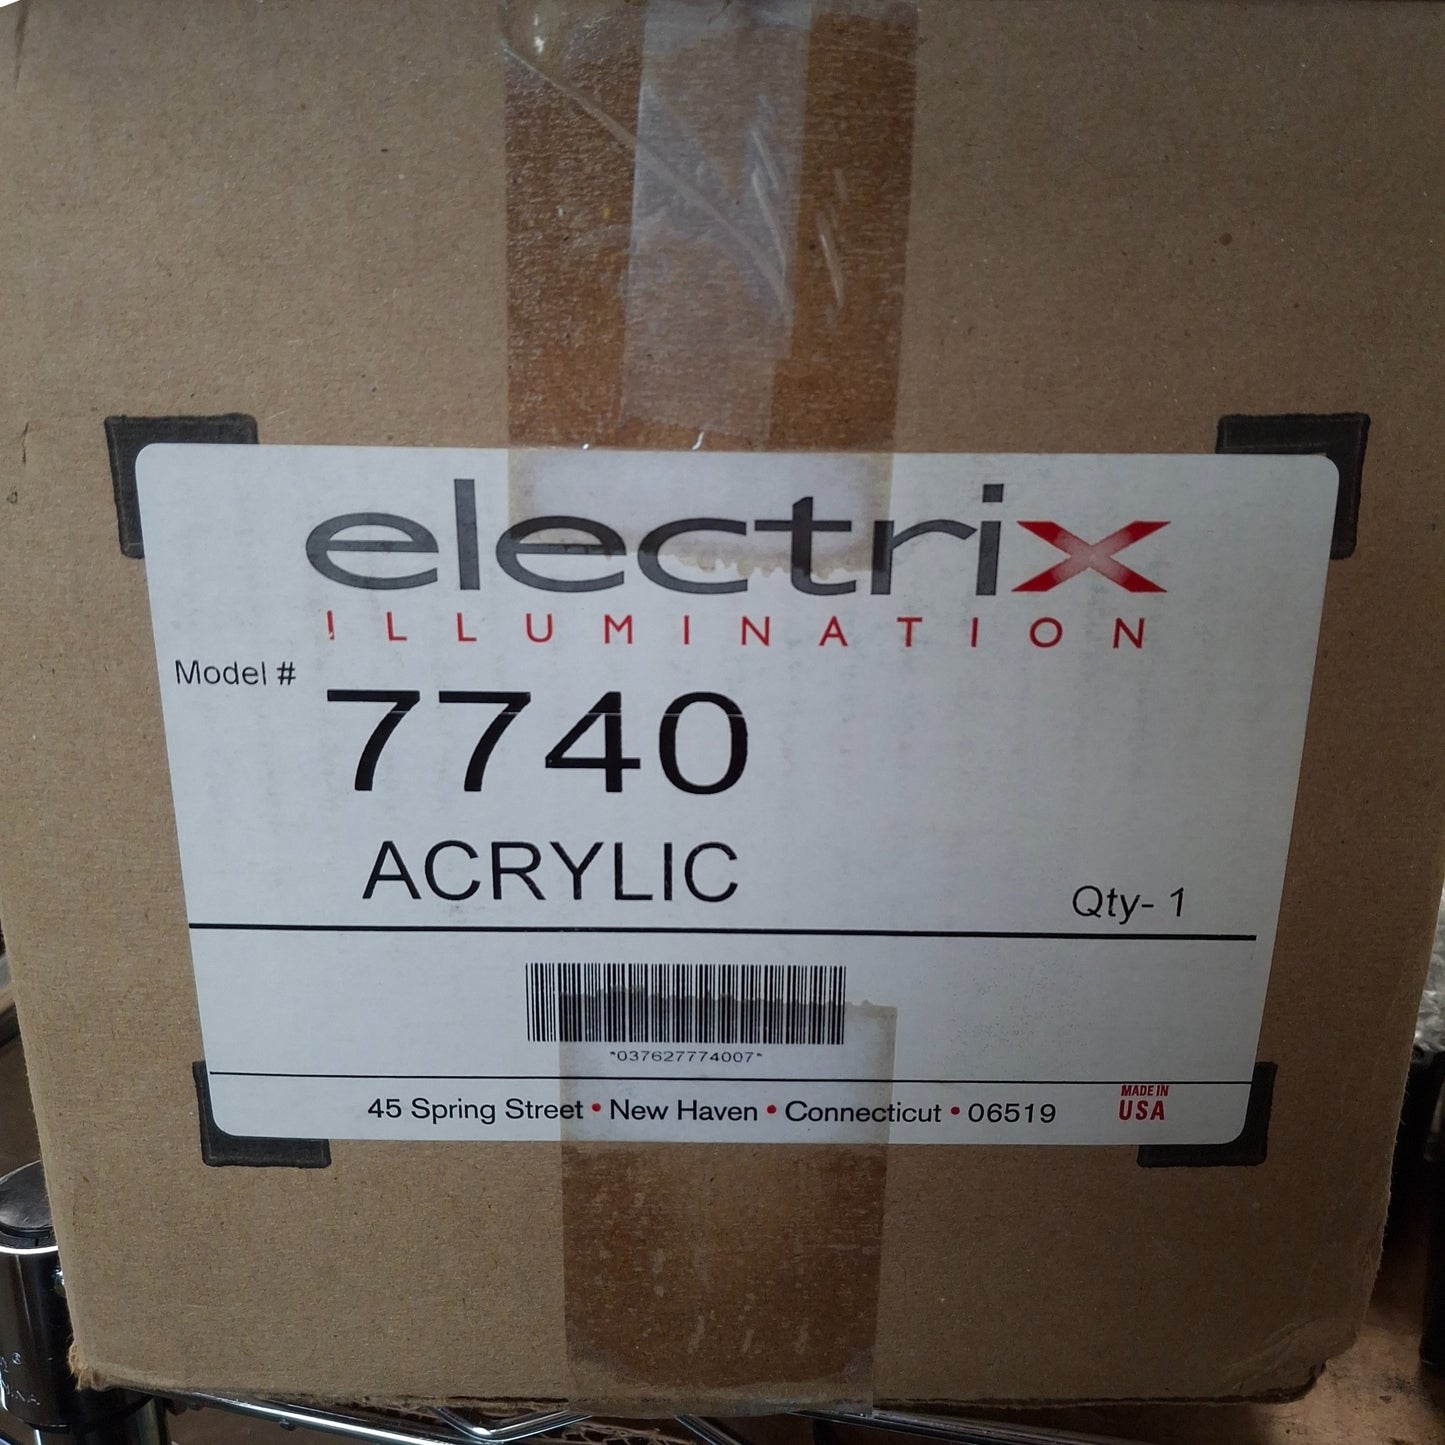 electrix
ILLUMINATION
Model #
7740
ACRYLIC
Qty- 1
*037627774007*
45 Spring Street • New Haven • Connecticut • 06519
MADE IN
USA